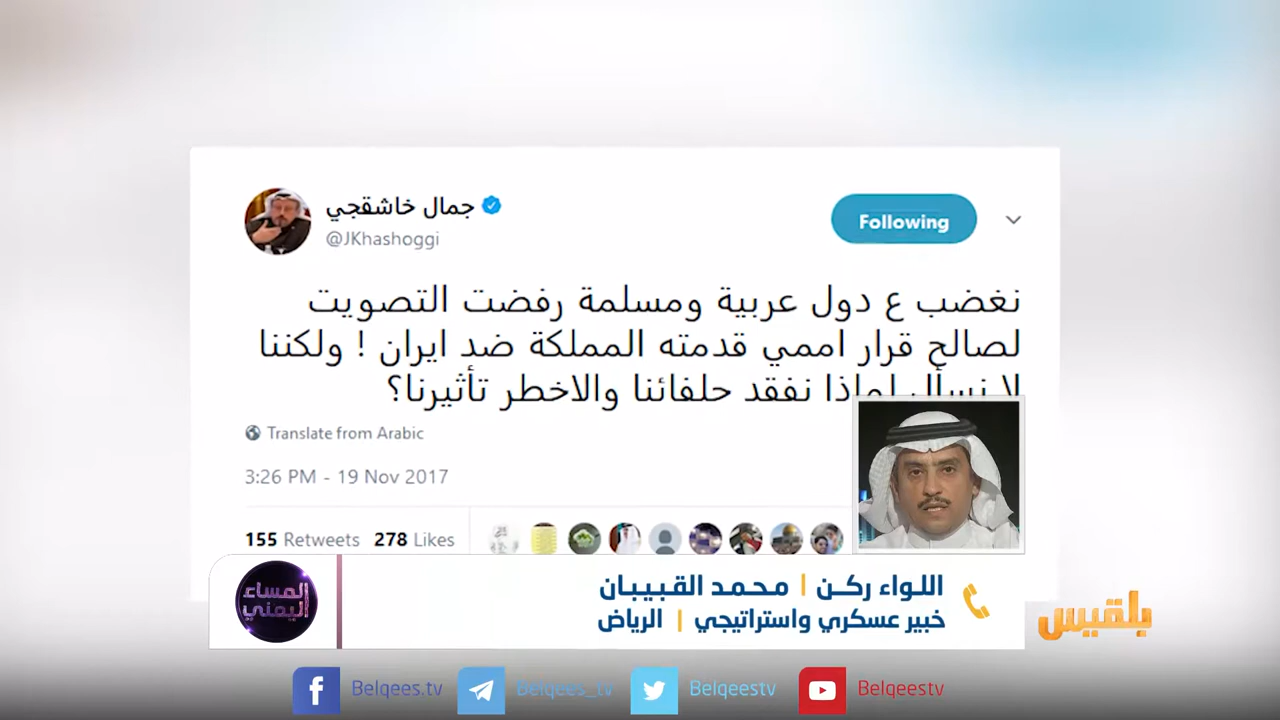 جمال خاشقجي
@JKhashoggi
Following
نغضب ع دول عربية ومسلمة رفضت التصويت
لصالح قرار اممي قدمته المملكة ضد ايران ! ولكننا
لا نسأل لماذا نفقد حلفائنا والاخطر تأثيرنا؟
Translate from Arabic
3:26 PM - 19 Nov 2017
155 Retweets 278 Likes
اللواء ركن | محمد القبيبان
خبير عسكري واستراتيجي | الرياض
المساء
اليمني
بلقيس
Belqees.tv
Belqees_tv
Belqeestv
Belqeestv